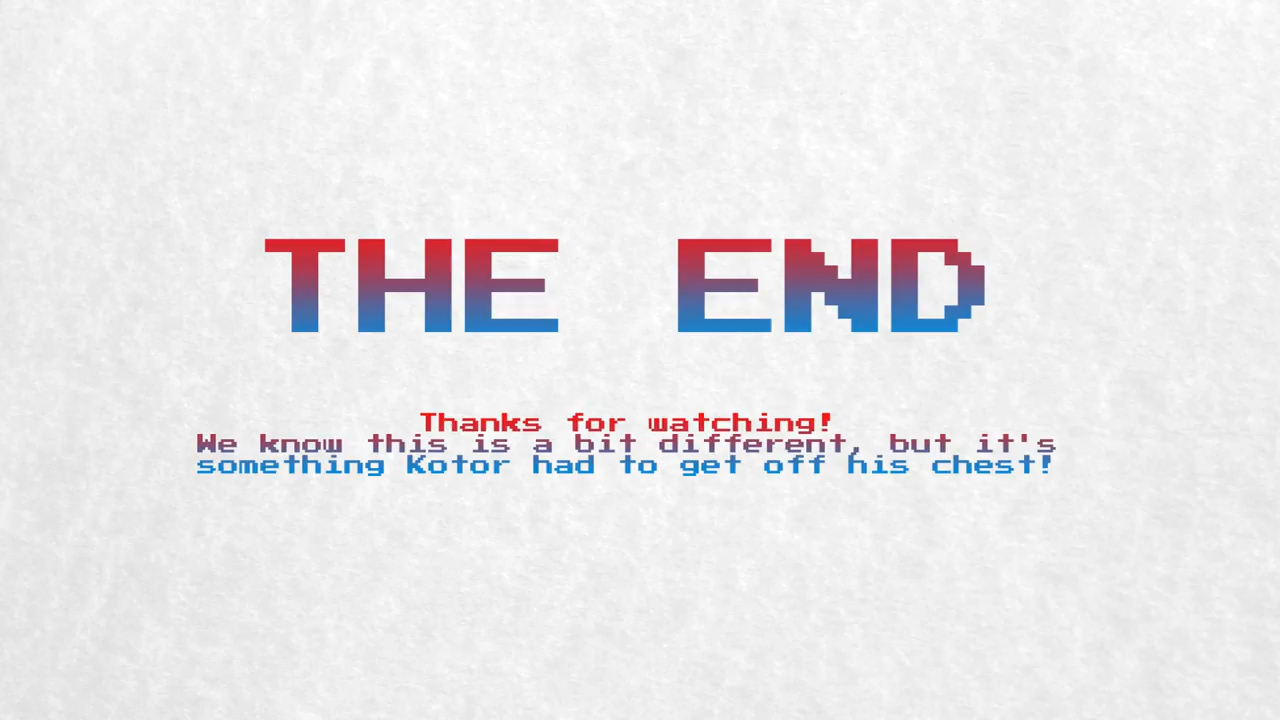 THE END
Thanks for watching!
We know this is a bit different, but it's
something Kotor had to get off his chest!